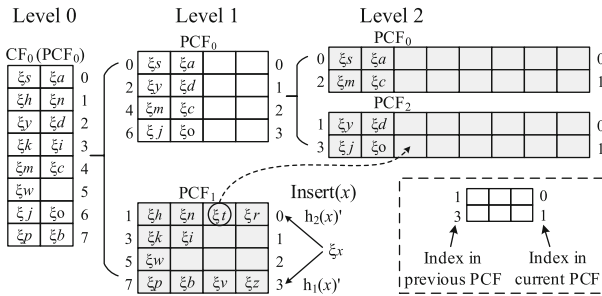 Level 0
Level 1
Level 2
CF₀(PCF₀)
ξs ξa 0
ξh ξn 1
ξy ξd 2
ξk ξi 3
ξm ξc 4
ξw 5
ξj ξo 6
ξp ξb 7
PCF₀
0 ξs ξa 0
2 ξy ξd 1
4 ξm ξc 2
6 ξj ξo 3
PCF₀
0 ξs ξa 0
2 ξm ξc 1
PCF₂
1 ξy ξd 0
3 ξj ξo 1
PCF₁
1 ξh ξn ξt ξr 0
3 ξk ξi 1
5 ξw 2
7 ξp ξb ξv ξz 3
Insert(x)
h₂(x)'
ξx
h₁(x)'
1 0
3 1
Index in previous PCF
Index in current PCF